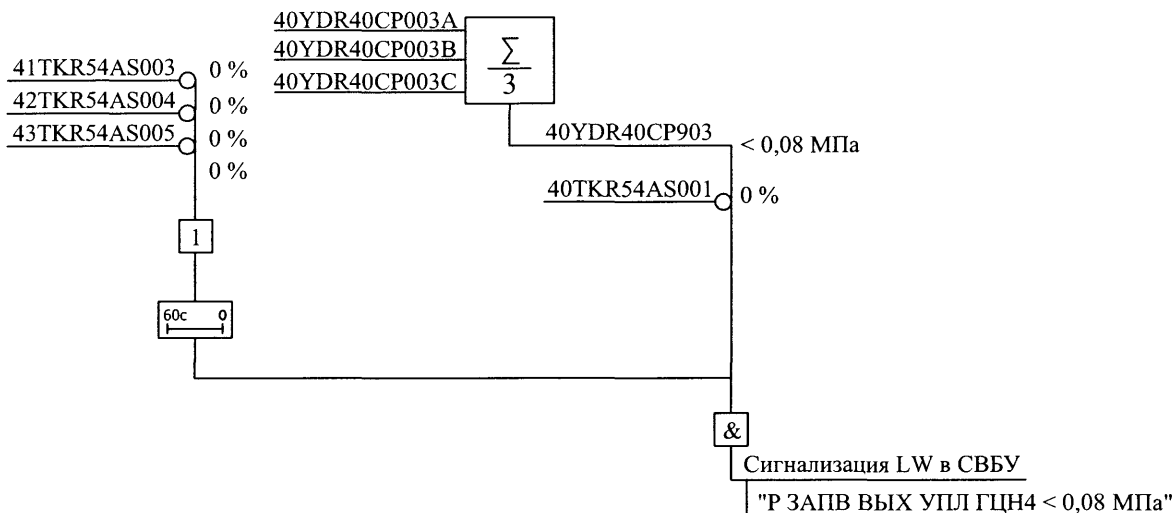 40YDR40CP003A
40YDR40CP003B
40YDR40CP003C
∑
3
41TKR54AS003 0 %
42TKR54AS004 0 %
43TKR54AS005 0 %
0 %
40YDR40CP903 < 0,08 МПа
40TKR54AS001 0 %
1
60с 0
&
Сигнализация LW в СВБУ
"Р ЗАПВ ВЫХ УПЛ ГЦН4 < 0,08 МПа"